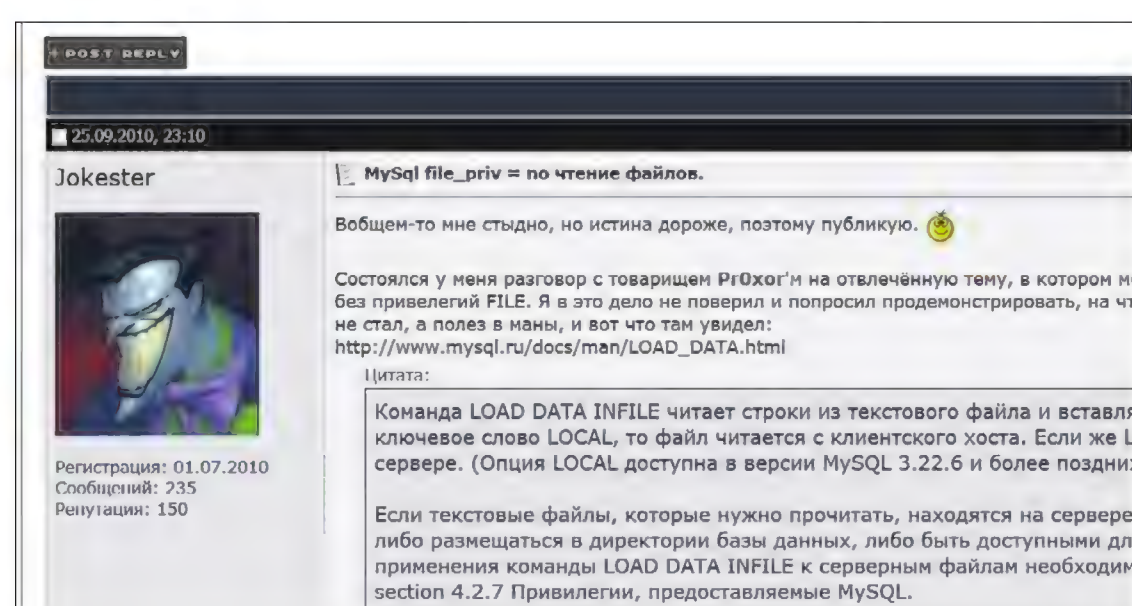 POST REPLY
25.09.2010, 23:10
Jokester
MySql file_priv = no чтение файлов.
Вобщем-то мне стыдно, но истина дороже, поэтому публикую.
Состоялся у меня разговор с товарищем Pr0xor'м на отвлечённую тему, в котором
без привелегий FILE. Я в это дело не поверил и попросил продемонстрировать, на
не стал, а полез в маны, и вот что там увидел:
http://www.mysql.ru/docs/man/LOAD_DATA.html
Цитата:
Команда LOAD DATA INFILE читает строки из текстового файла и
ключевое слово LOCAL, то файл читается с клиентского хоста. Если же
сервере. (Опция LOCAL доступна в версии MySQL 3.22.6 и более
Регистрация: 01.07.2010
Сообщений: 235
Репутация: 150
Если текстовые файлы, которые нужно прочитать, находятся на сервере
либо размещаться в директории базы данных, либо быть доступными
применения команды LOAD DATA INFILE к серверным файлам
section 4.2.7 Привилегии, предоставляемые MySQL.